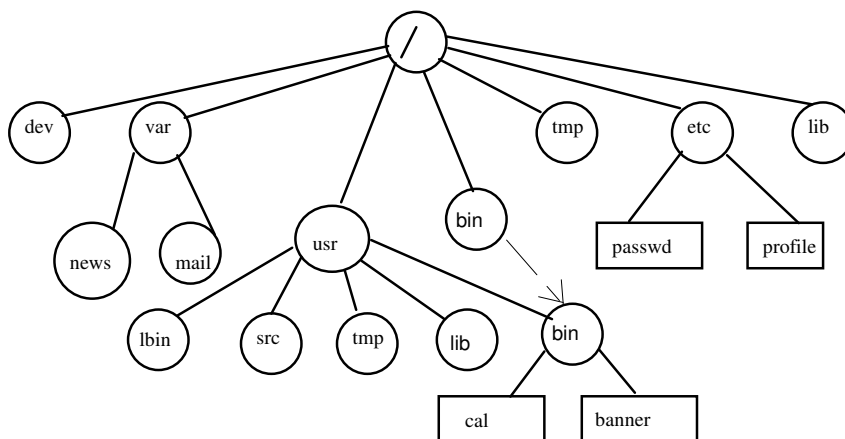 /
dev
var
tmp
etc
lib
bin
passwd
profile
usr
news
mail
lbin
src
tmp
lib
bin
cal
banner